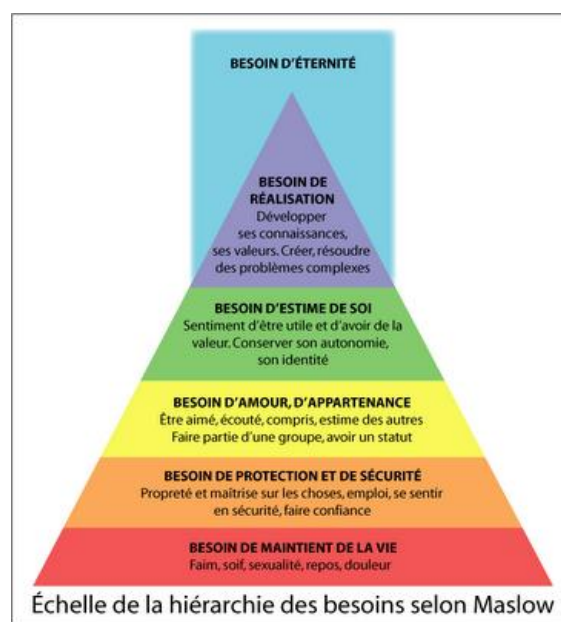 BESOIN D'ÉTERNITÉ
BESOIN DE
RÉALISATION
Développer
ses connaissances,
ses valeurs. Créer, résoudre
des problèmes complexes
BESOIN D'ESTIME DE SOI
Sentiment d'être utile et d'avoir de la
valeur. Conserver son autonomie,
son identité
BESOIN D'AMOUR, D'APPARTENANCE
Être aimé, écouté, compris, estime des autres
Faire partie d'une groupe, avoir un statut
BESOIN DE PROTECTION ET DE SÉCURITÉ
Propreté et maîtrise sur les choses, emploi, se sentir
en sécurité, faire confiance
BESOIN DE MAINTIENT DE LA VIE
Faim, soif, sexualité, repos, douleur
Échelle de la hiérarchie des besoins selon Maslow